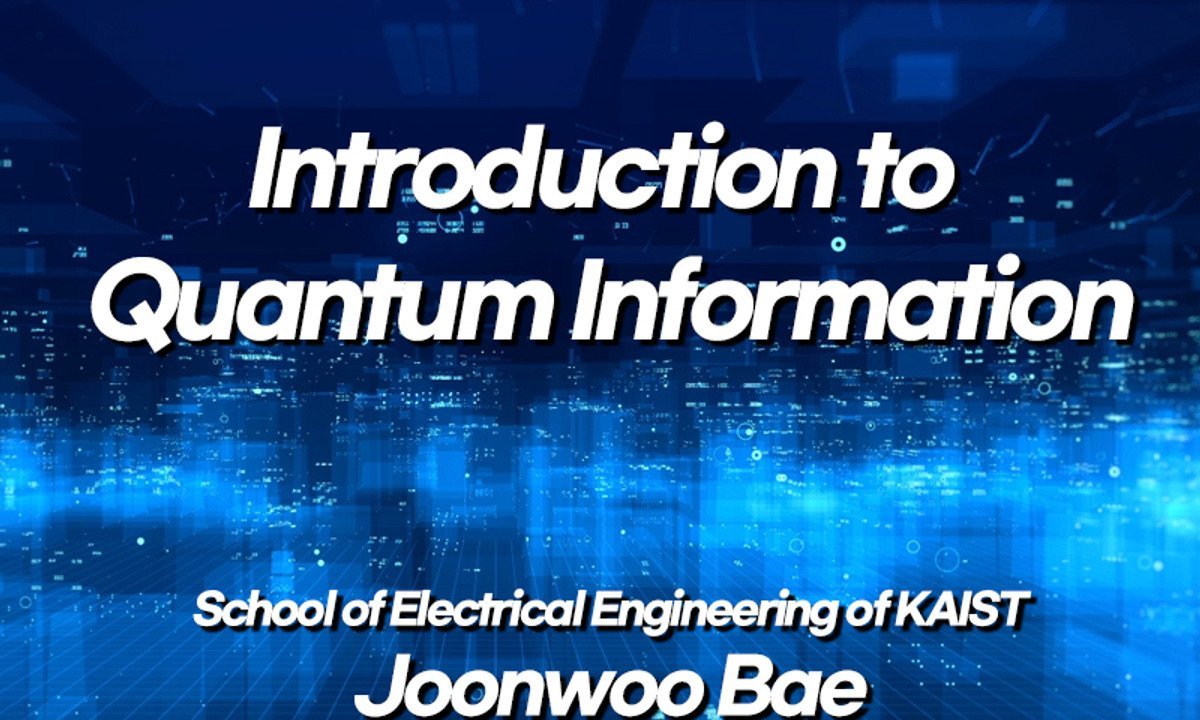 Introduction to
Quantum Information
School of Electrical Engineering of KAIST
Joonwoo Bae